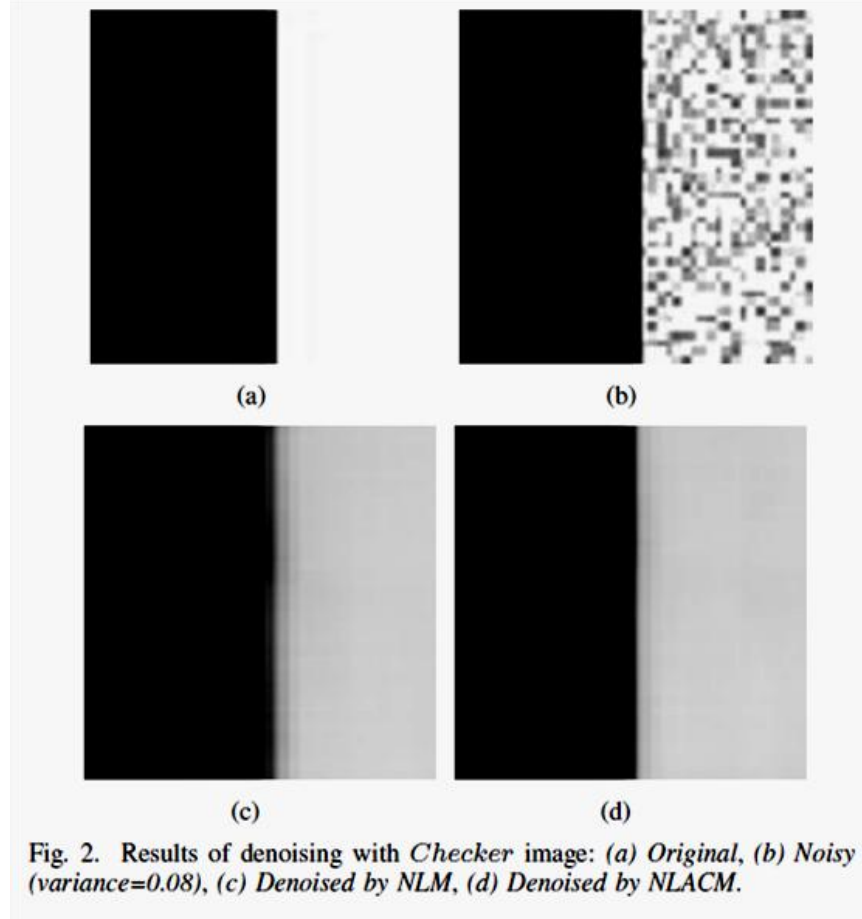 (a)
(b)
(c)
(d)
Fig. 2. Results of denoising with Checker image: (a) Original, (b) Noisy
(variance=0.08), (c) Denoised by NLM, (d) Denoised by NLACM.